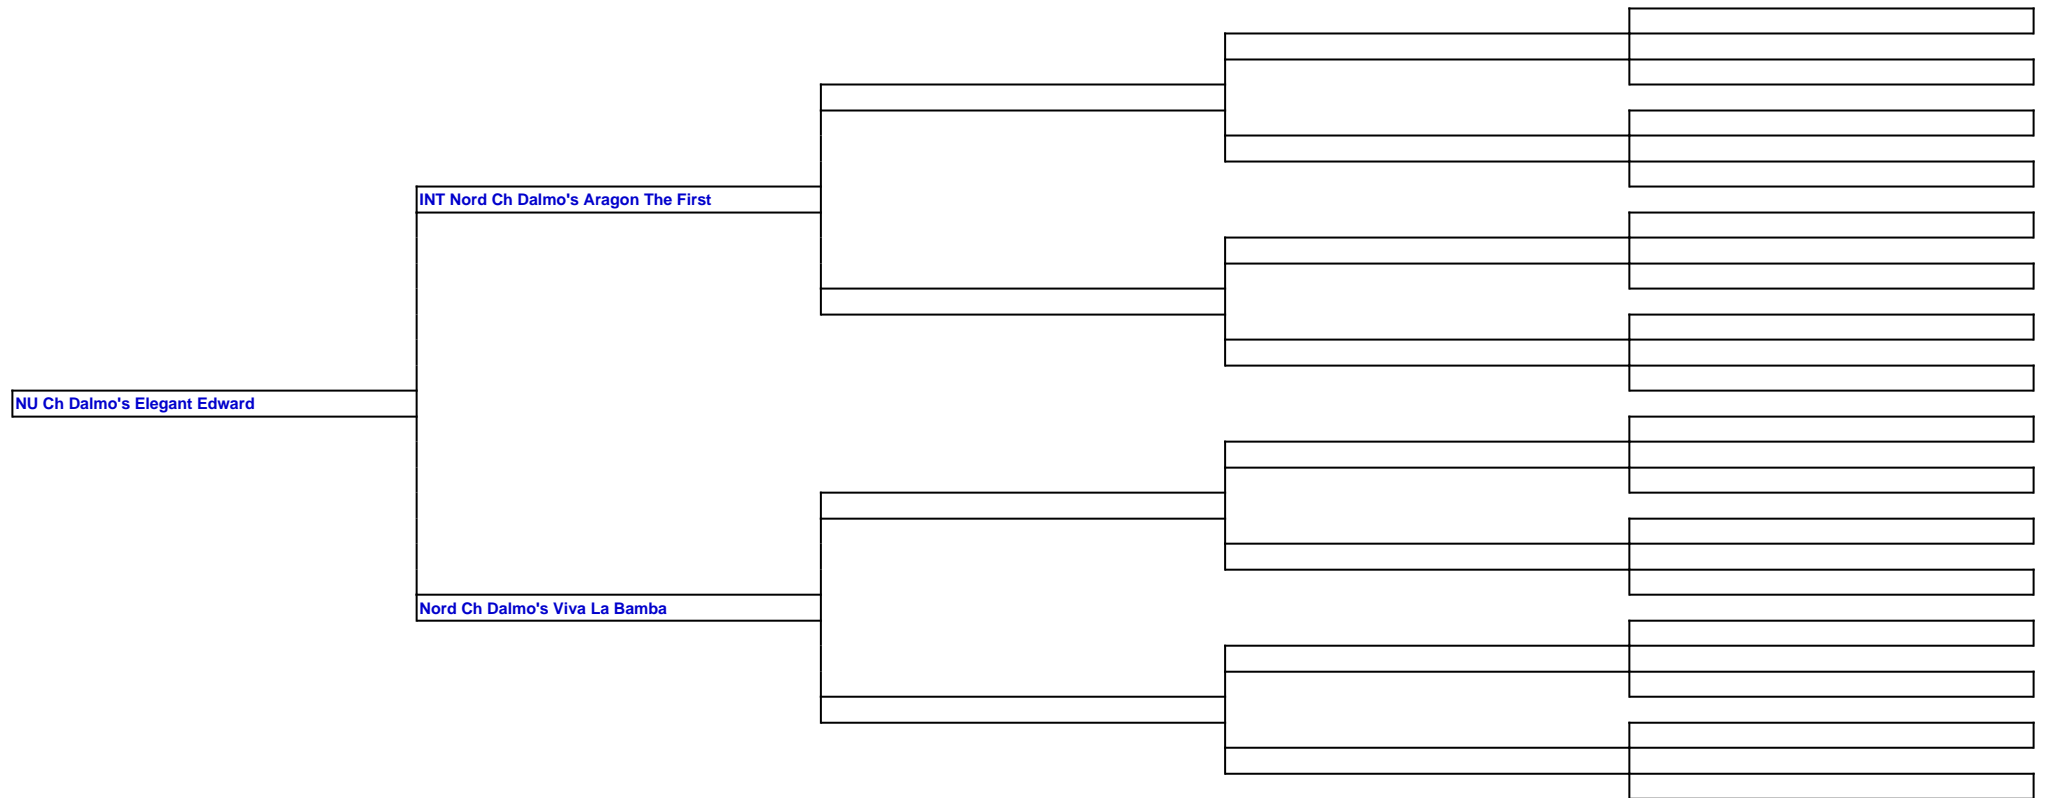 INT Nord Ch Dalmo's Aragon The First
NU Ch Dalmo's Elegant Edward
Nord Ch Dalmo's Viva La Bamba